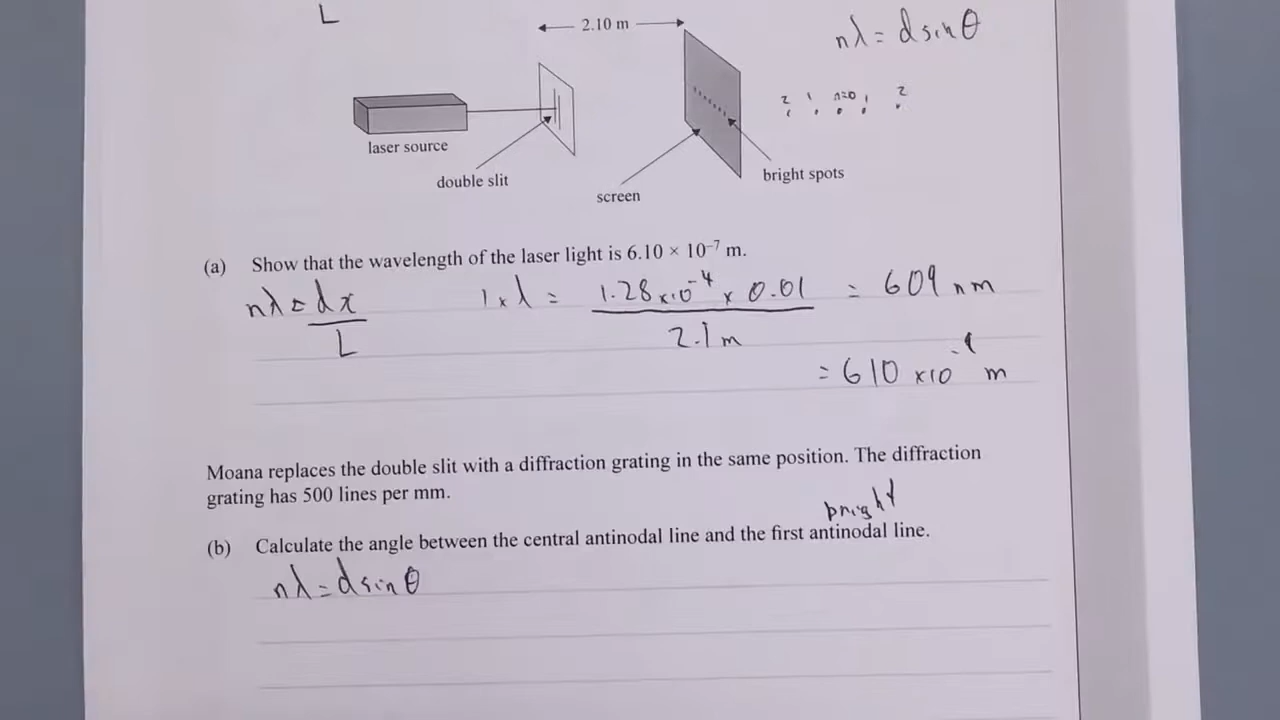 L
2.10 m
nλ = d sin θ
2 1 n=0 1 2
laser source
double slit
screen
bright spots
(a) Show that the wavelength of the laser light is 6.10 × 10⁻⁷ m.
nλ = dx / L
1 × λ = 1.28 × 10⁻⁴ × 0.01 / 2.1 m = 609 nm
= 610 × 10⁻⁹ m
Moana replaces the double slit with a diffraction grating in the same position. The diffraction
grating has 500 lines per mm.
bright
(b) Calculate the angle between the central antinodal line and the first antinodal line.
nλ = d sin θ